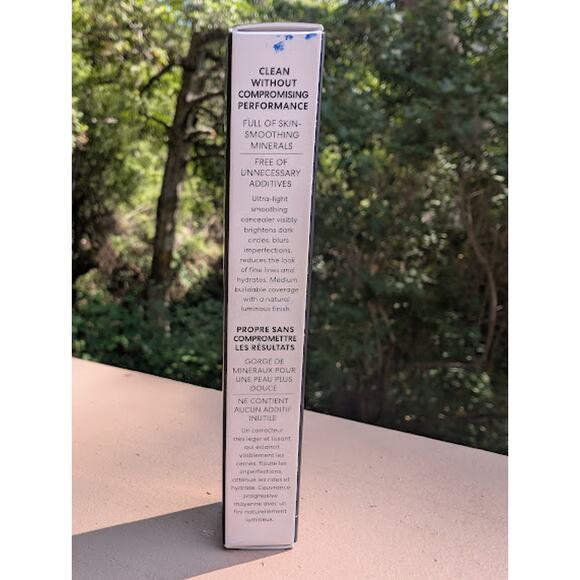 CLEAN
WITHOUT
COMPROMISING
PERFORMANCE
FULL OF SKIN-
SMOOTHING
MINERALS
FREE OF
UNNECESSARY
ADDITIVES
Ultra-light
smoothing
concealer visibly
brightens dark
circles, blurs
imperfections,
reduces the look
of fine lines and
hydrates. Medium
buildable coverage
with a natural
luminous finish.
PROPRE SANS
COMPROMETTRE
LES RÉSULTATS
GORGÉ DE
MINÉRAUX POUR
UNE PEAU PLUS
DOUCE
NE CONTIENT
AUCUN ADDITIF
INUTILE
Un correcteur
très léger et lissant
qui éclaircit
visiblement les
cernes, floute les
imperfections,
atténue les rides et
hydrate. Couvrance
progressive
moyenne avec un
fini naturellement
lumineux.